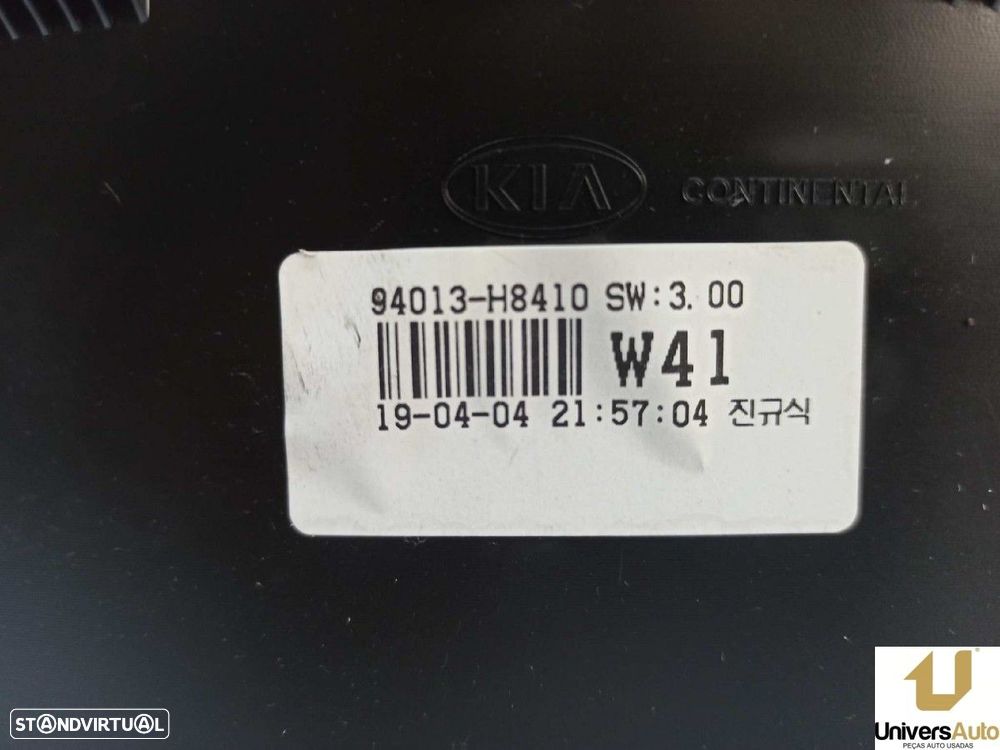 KIA CONTINENTAL
94013-H8410 SW:3.00
W41
19-04-04 21:57:04 진규식
STANDVIRTUAL
UniversAuto
PEÇAS AUTO USADAS